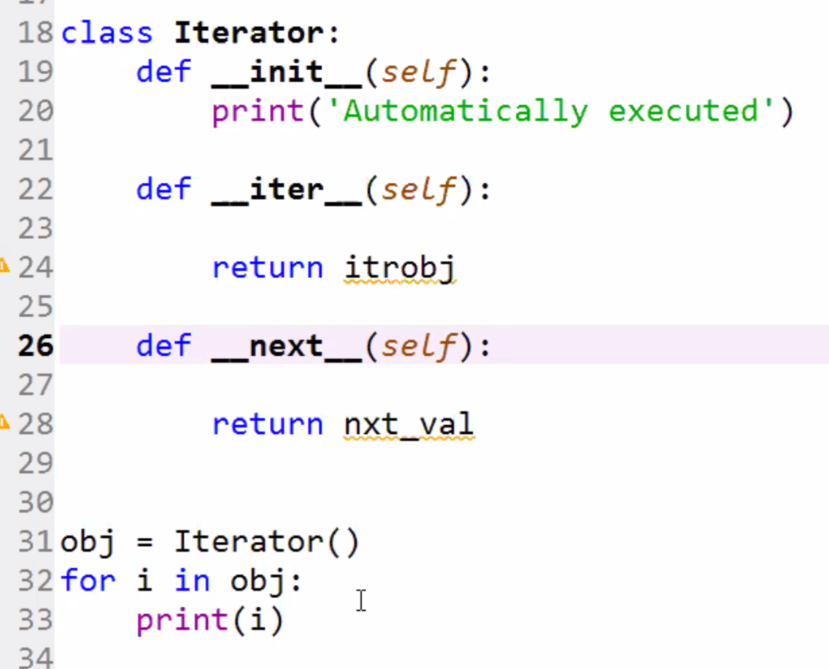 18 class Iterator:
19     def __init__(self):
20         print('Automatically executed')
21
22     def __iter__(self):
23
24         return itrobj
25
26     def __next__(self):
27
28         return nxt_val
29
30
31 obj = Iterator()
32 for i in obj:
33     print(i)
34